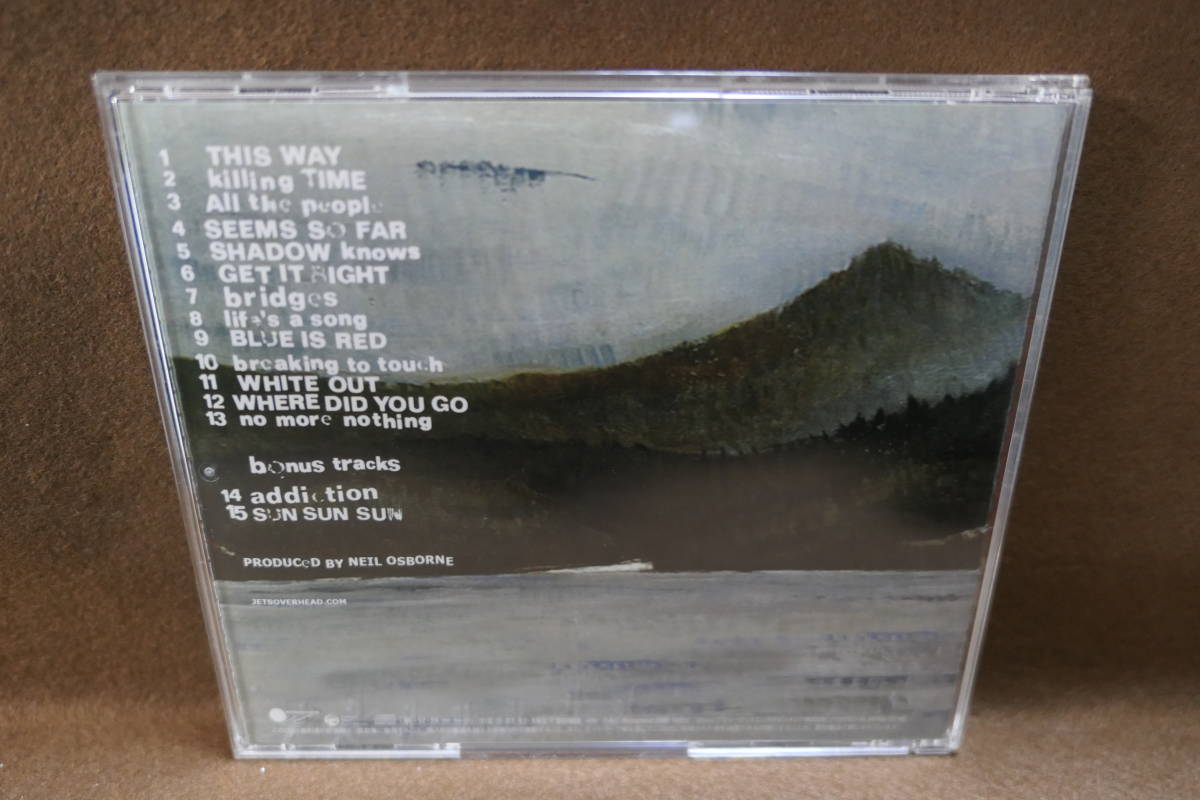 1 THIS WAY
2 killing TIME
3 All the people
4 SEEMS SO FAR
5 SHADOW knows
6 GET IT RIGHT
7 bridges
8 life's a song
9 BLUE IS RED
10 breaking to touch
11 WHITE OUT
12 WHERE DID YOU GO
13 no more nothing
bonus tracks
14 addiction
15 SUN SUN SUN
PRODUCeD BY NEIL OSBORNE
JETSOVERHEAD.COM